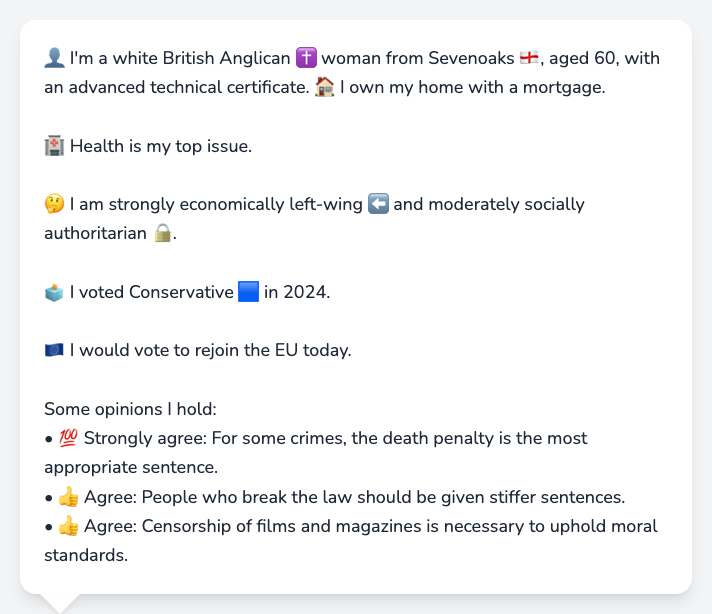 👤 I'm a white British Anglican ✝️ woman from Sevenoaks 🏴󠁧󠁢󠁥󠁮󠁧󠁿, aged 60, with
an advanced technical certificate. 🏠 I own my home with a mortgage.
🏥 Health is my top issue.
🤔 I am strongly economically left-wing ⬅️ and moderately socially
authoritarian 🔒.
🗳️ I voted Conservative 🟦 in 2024.
🇪🇺 I would vote to rejoin the EU today.
Some opinions I hold:
• 💯 Strongly agree: For some crimes, the death penalty is the most
appropriate sentence.
• 👍 Agree: People who break the law should be given stiffer sentences.
• 👍 Agree: Censorship of films and magazines is necessary to uphold moral
standards.